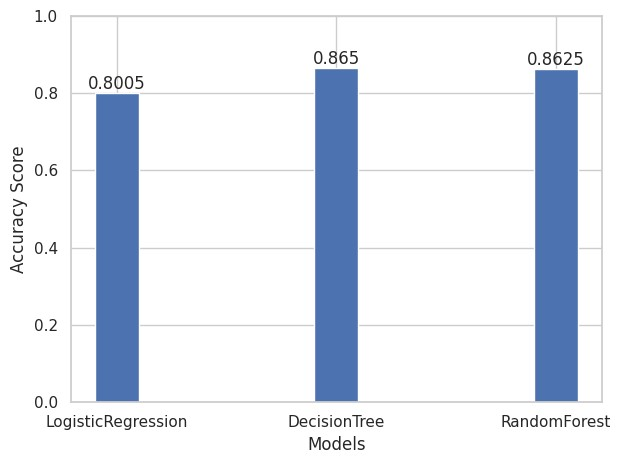 1.0
0.8
0.6
0.4
0.2
0.0
Accuracy Score
0.8005
0.865
0.8625
LogisticRegression
DecisionTree
RandomForest
Models